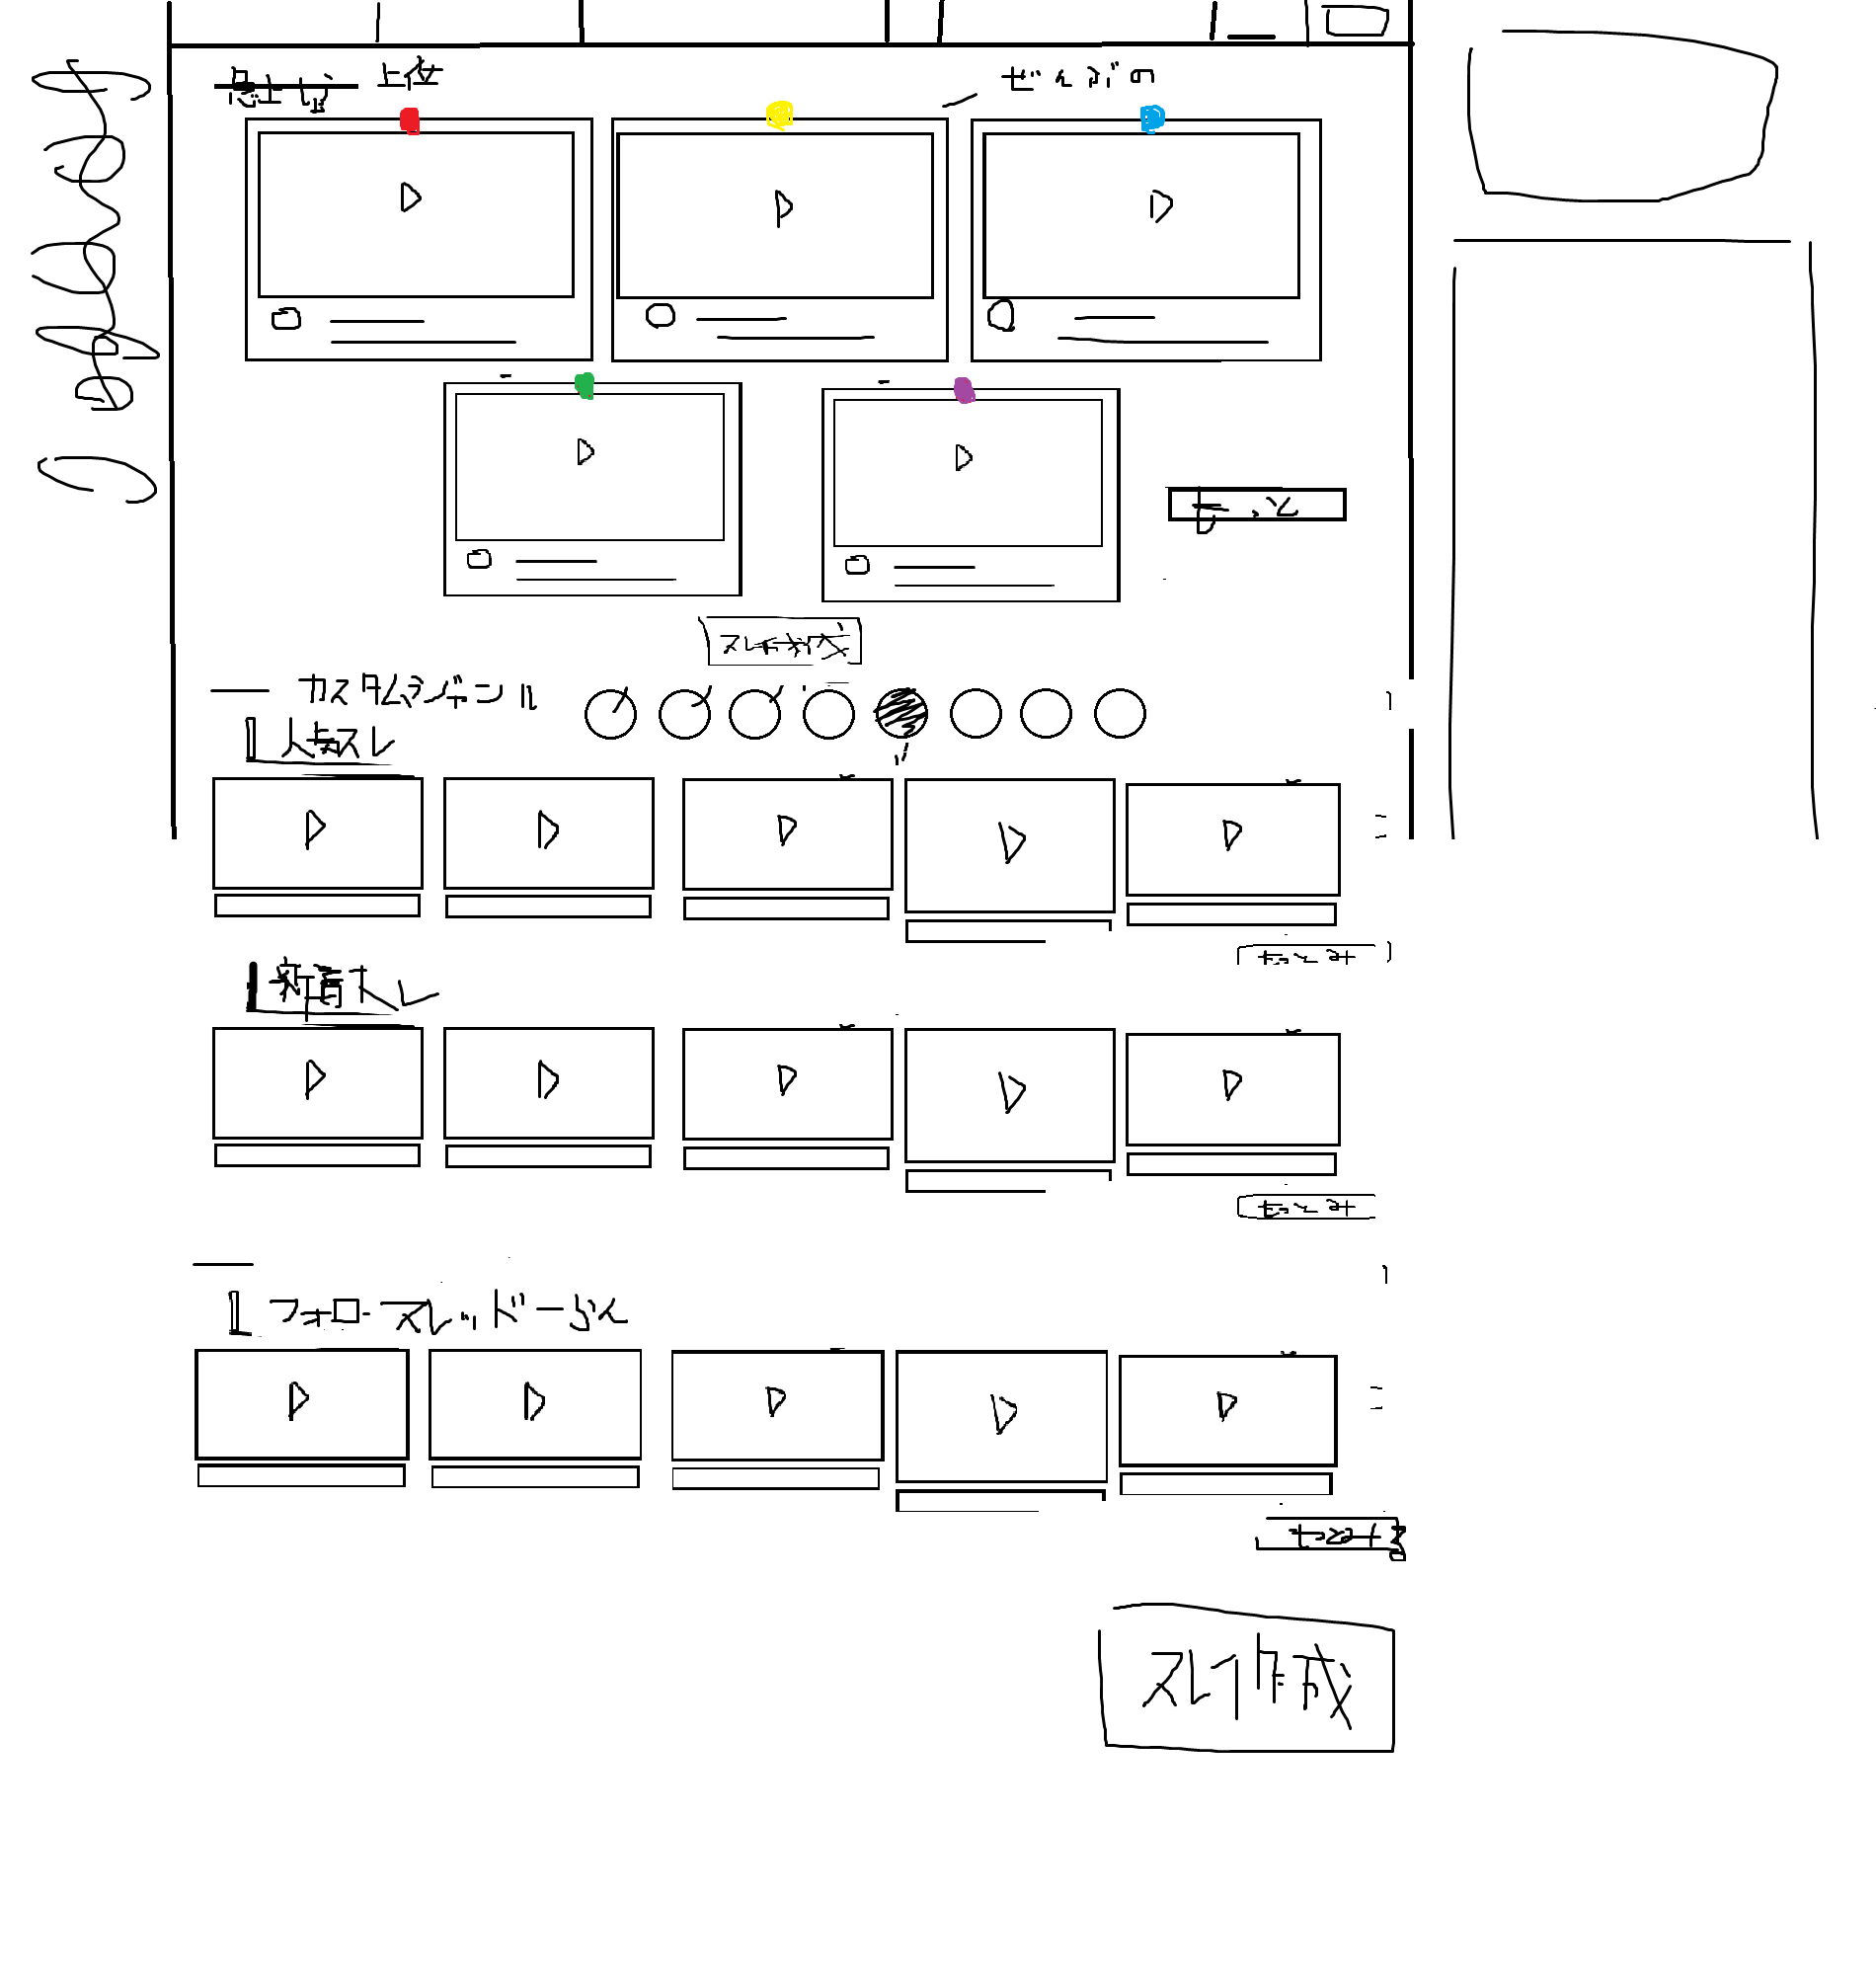 上位
ぜんぶの
もっと
スレ作成
カスタムジャンル
人気スレ
もっとみ
新着スレ
もっとみ
フォロースレッドーらん
もっとみる
スレ作成